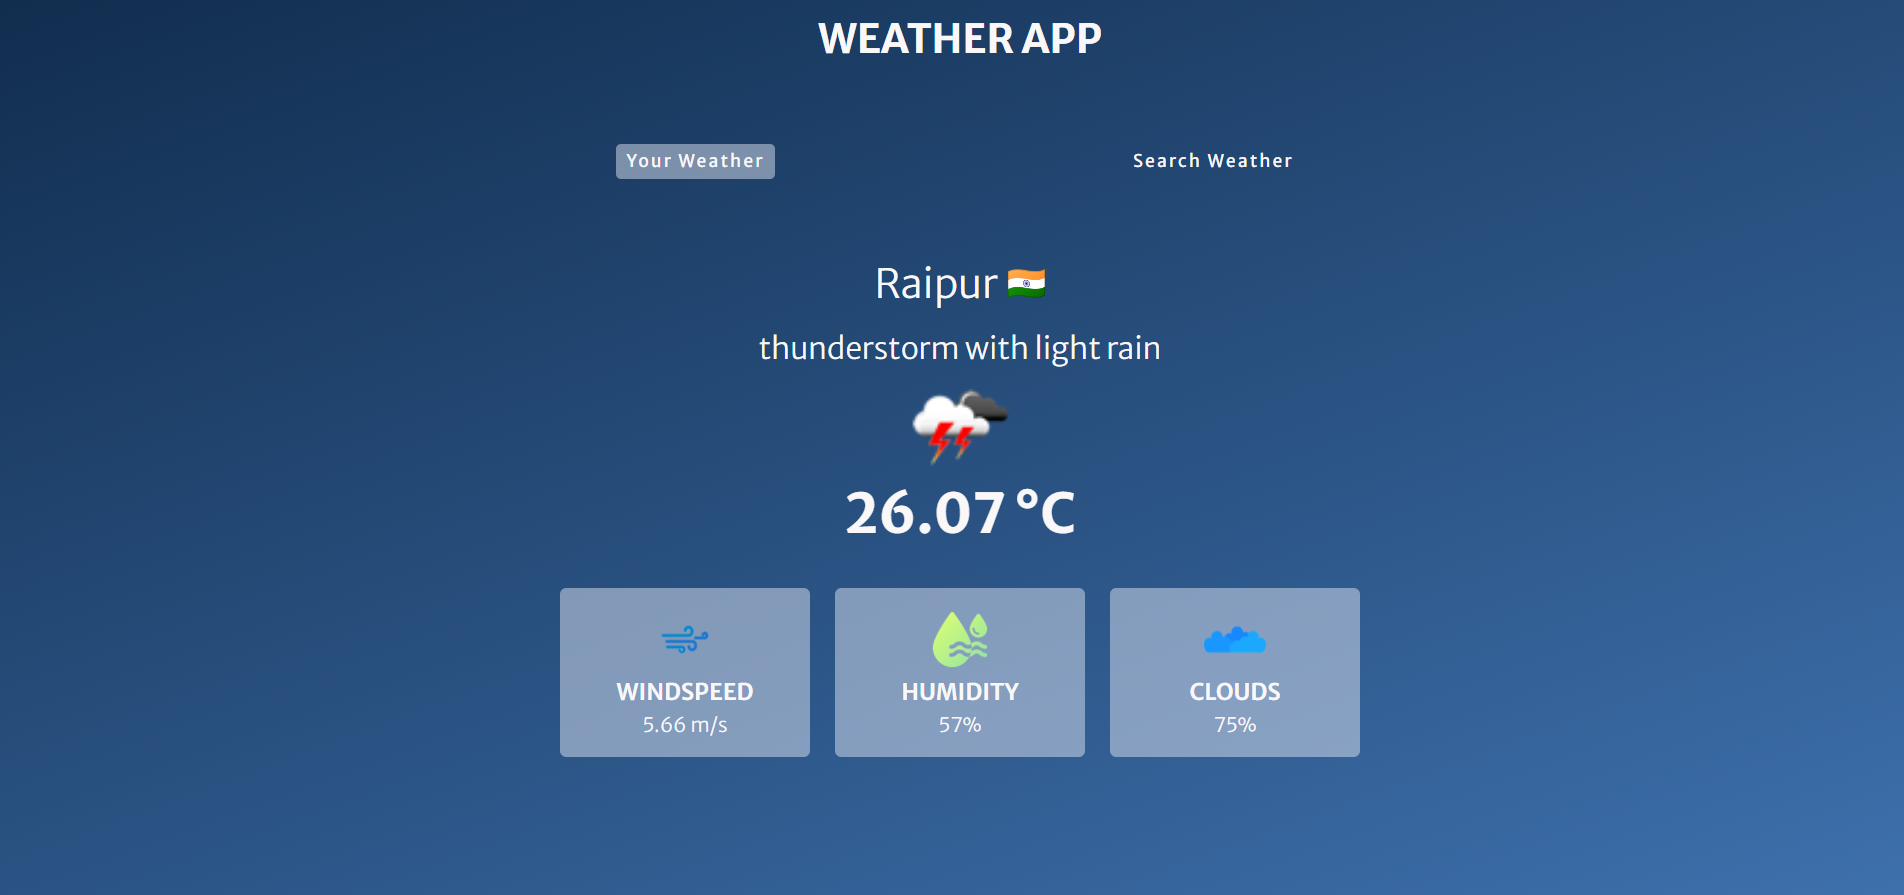 WEATHER APP
Your Weather
Search Weather
Raipur
thunderstorm with light rain
26.07 °C
WINDSPEED
5.66 m/s
HUMIDITY
57%
CLOUDS
75%